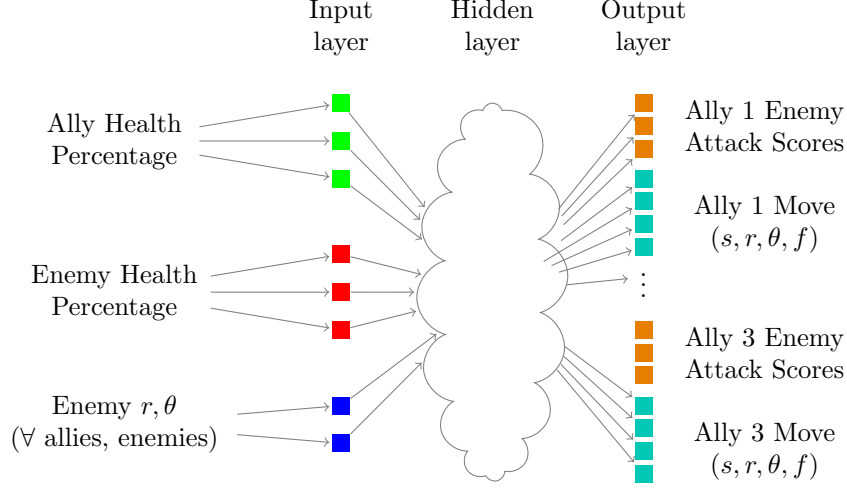 Input
layer
Hidden
layer
Output
layer
Ally Health
Percentage
Enemy Health
Percentage
Enemy r, θ
(∀ allies, enemies)
Ally 1 Enemy
Attack Scores
Ally 1 Move
(s, r, θ, f)
⋮
Ally 3 Enemy
Attack Scores
Ally 3 Move
(s, r, θ, f)